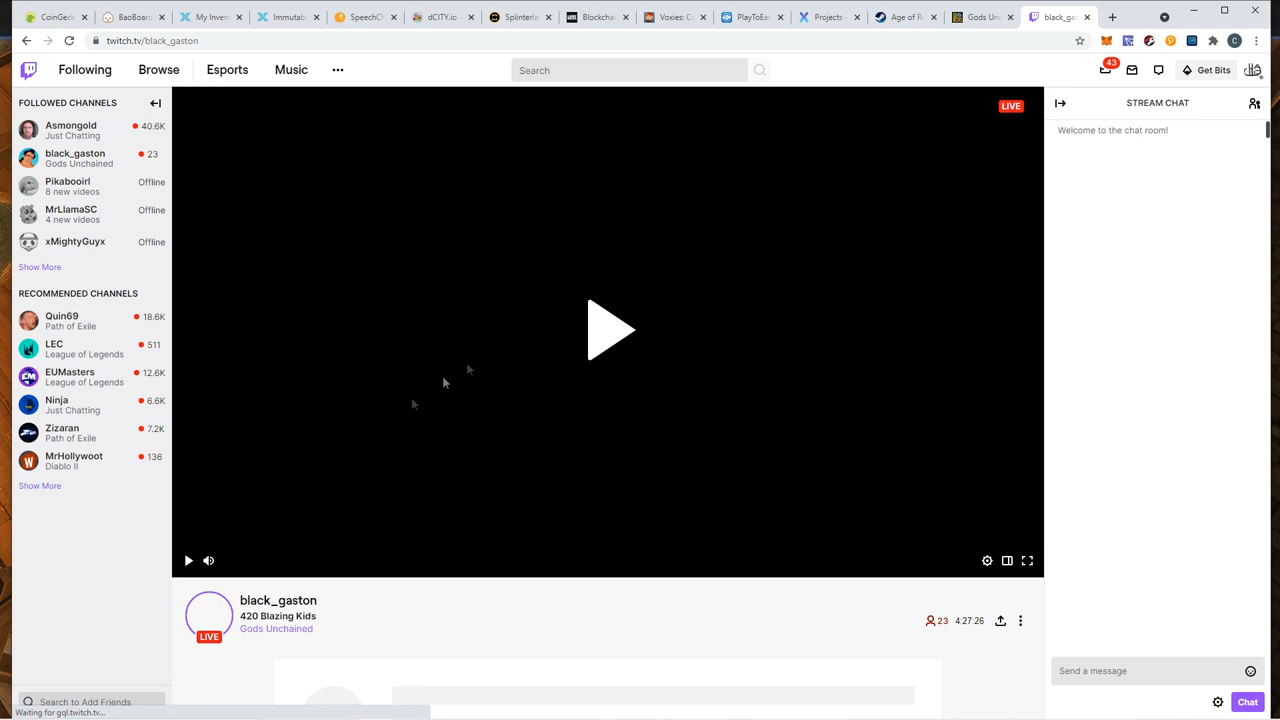 CoinGeck
BaoBoard
My Inven
Immutabl
SpeechCh
dCITY.io -
Splinterla
Blockcha
Voxies: Co
PlayToEar
Projects -
Age of R
Gods Unc
black_gas
twitch.tv/black_gaston
C
Following
Browse
Esports
Music
Search
43
Get Bits
FOLLOWED CHANNELS
Asmongold
Just Chatting
40.6K
black_gaston
Gods Unchained
23
Pikabooirl
8 new videos
Offline
MrLlamaSC
4 new videos
Offline
xMightyGuyx
Offline
Show More
RECOMMENDED CHANNELS
Quin69
Path of Exile
18.6K
LEC
League of Legends
511
EUMasters
League of Legends
12.6K
Ninja
Just Chatting
6.6K
Zizaran
Path of Exile
7.2K
MrHollywoot
Diablo II
136
Show More
Search to Add Friends
Waiting for gql.twitch.tv...
LIVE
black_gaston
420 Blazing Kids
Gods Unchained
LIVE
23
4:27:26
STREAM CHAT
Welcome to the chat room!
Send a message
Chat